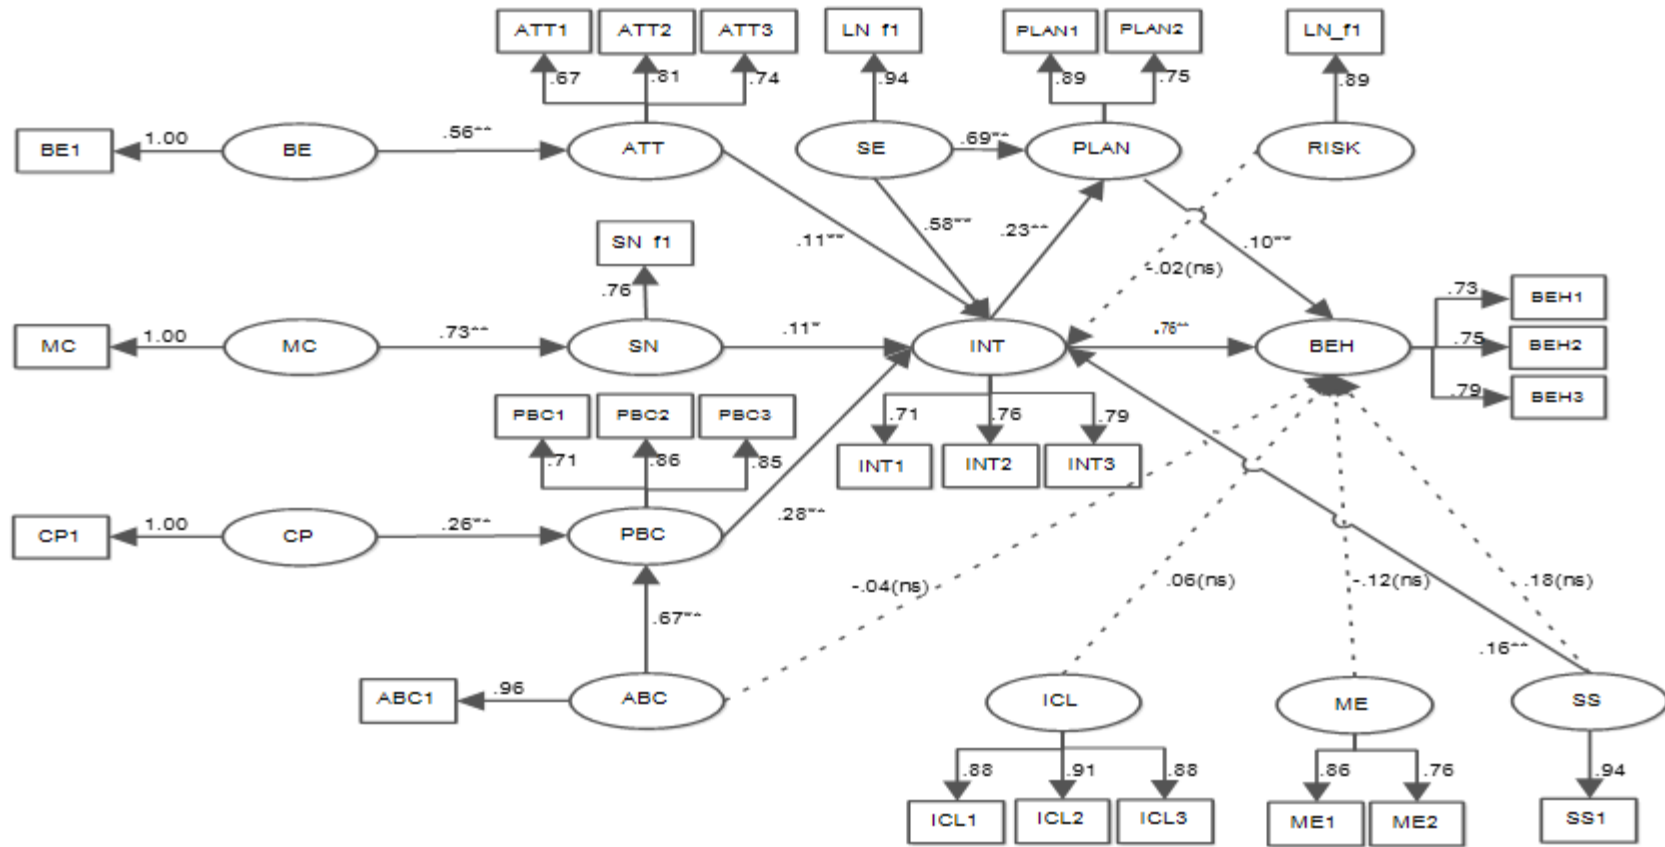 ATT1
ATT2
ATT3
LN f1
PLAN1
PLAN2
LN_f1
.67
.81
.74
.94
.89
.75
.89
BE1
1.00
BE
.56**
ATT
SE
.69**
PLAN
RISK
SN f1
.11**
.58**
.23**
-.02(ns)
.10**
.76
MC
1.00
MC
.73**
SN
.11*
INT
.76**
BEH
.73
BEH1
.75
BEH2
.79
BEH3
PBC1
PBC2
PBC3
.71
.76
.79
.71
.86
.85
INT1
INT2
INT3
CP1
1.00
CP
.26**
PBC
.28**
-.04(ns)
.06(ns)
-.12(ns)
.18(ns)
.67**
.16**
ABC1
.96
ABC
ICL
ME
SS
.88
.91
.88
.86
.76
.94
ICL1
ICL2
ICL3
ME1
ME2
SS1